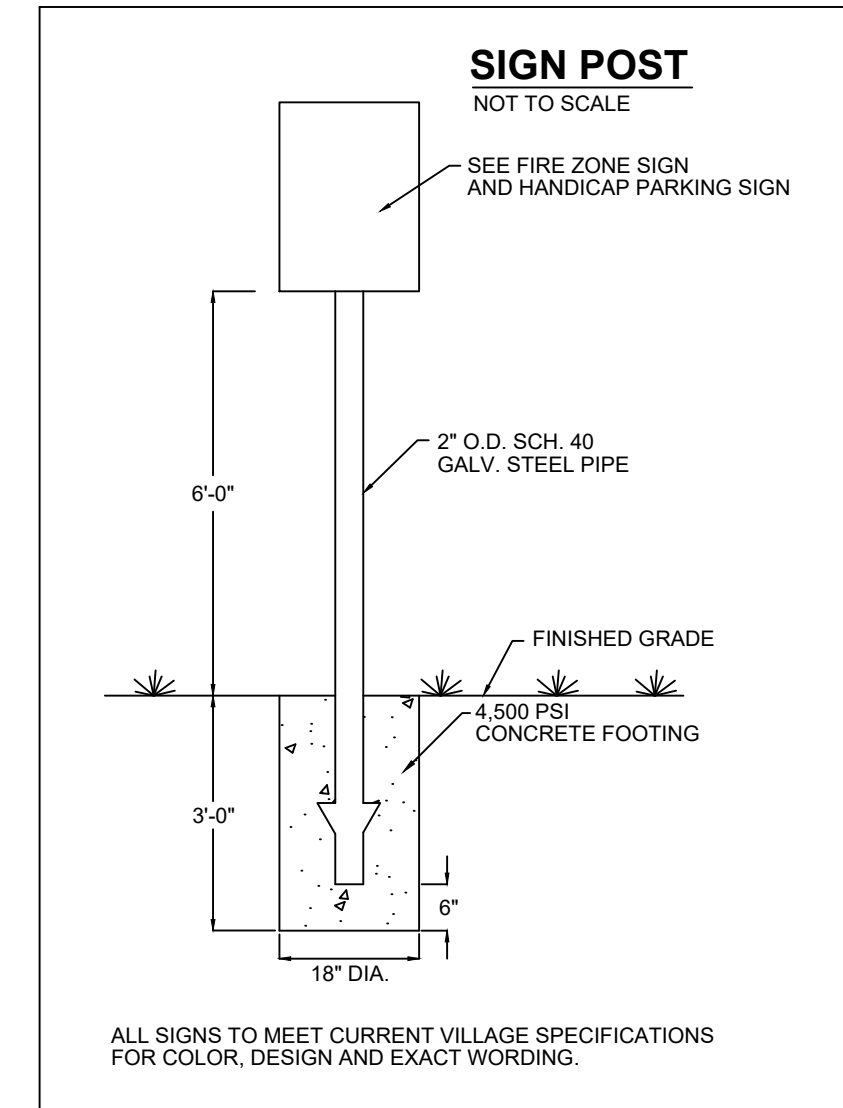 SIGN POST
NOT TO SCALE
SEE FIRE ZONE SIGN
AND HANDICAP PARKING SIGN
2" O.D. SCH. 40
GALV. STEEL PIPE
6'-0"
FINISHED GRADE
4,500 PSI
CONCRETE FOOTING
3'-0"
6"
18" DIA.
ALL SIGNS TO MEET CURRENT VILLAGE SPECIFICATIONS
FOR COLOR, DESIGN AND EXACT WORDING.